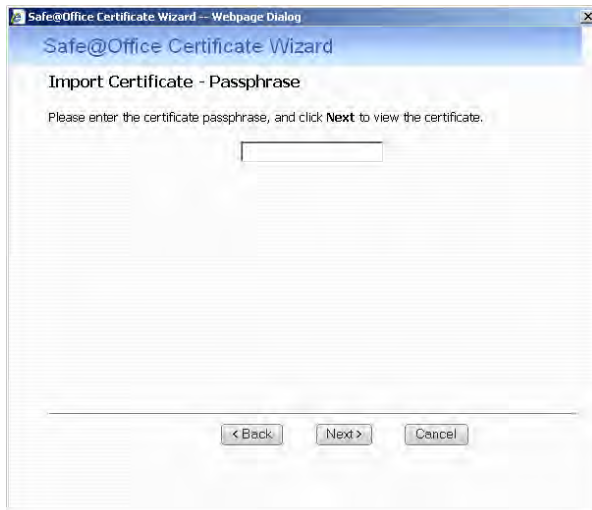 Safe@Office Certificate Wizard -- Webpage Dialog
Safe@Office Certificate Wizard
Import Certificate - Passphrase
Please enter the certificate passphrase, and click Next to view the certificate.
< Back Next > Cancel